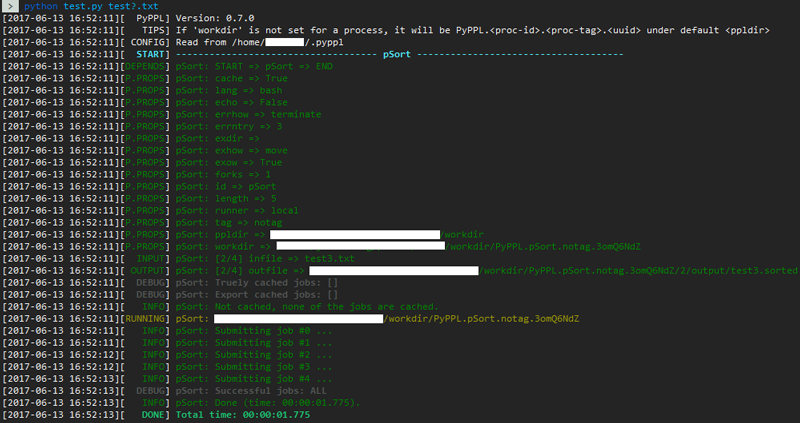 > python test.py test?.txt
[2017-06-13 16:52:11][  PyPPL] Version: 0.7.0
[2017-06-13 16:52:11][   TIPS] If 'workdir' is not set for a process, it will be PyPPL.<proc-id>.<proc-tag>.<uuid> under default <ppldir>
[2017-06-13 16:52:11][ CONFIG] Read from /home/ /.pyppl
[2017-06-13 16:52:11][  START] ----------------------------------- pSort ------------------------------------
[2017-06-13 16:52:11][DEPENDS] pSort: START => pSort => END
[2017-06-13 16:52:11][P.PROPS] pSort: cache => True
[2017-06-13 16:52:11][P.PROPS] pSort: lang => bash
[2017-06-13 16:52:11][P.PROPS] pSort: echo => False
[2017-06-13 16:52:11][P.PROPS] pSort: errhow => terminate
[2017-06-13 16:52:11][P.PROPS] pSort: errntry => 3
[2017-06-13 16:52:11][P.PROPS] pSort: exdir =>
[2017-06-13 16:52:11][P.PROPS] pSort: exhow => move
[2017-06-13 16:52:11][P.PROPS] pSort: exow => True
[2017-06-13 16:52:11][P.PROPS] pSort: forks => 1
[2017-06-13 16:52:11][P.PROPS] pSort: id => pSort
[2017-06-13 16:52:11][P.PROPS] pSort: length => 5
[2017-06-13 16:52:11][P.PROPS] pSort: runner => local
[2017-06-13 16:52:11][P.PROPS] pSort: tag => notag
[2017-06-13 16:52:11][P.PROPS] pSort: ppldir => /workdir
[2017-06-13 16:52:11][P.PROPS] pSort: workdir => /workdir/PyPPL.pSort.notag.3omQ6NdZ
[2017-06-13 16:52:11][  INPUT] pSort: [2/4] infile => test3.txt
[2017-06-13 16:52:11][ OUTPUT] pSort: [2/4] outfile => /workdir/PyPPL.pSort.notag.3omQ6NdZ/2/output/test3.sorted
[2017-06-13 16:52:11][  DEBUG] pSort: Truely cached jobs: []
[2017-06-13 16:52:11][  DEBUG] pSort: Export cached jobs: []
[2017-06-13 16:52:11][   INFO] pSort: Not cached, none of the jobs are cached.
[2017-06-13 16:52:11][RUNNING] pSort: /workdir/PyPPL.pSort.notag.3omQ6NdZ
[2017-06-13 16:52:11][   INFO] pSort: Submitting job #0 ...
[2017-06-13 16:52:11][   INFO] pSort: Submitting job #1 ...
[2017-06-13 16:52:12][   INFO] pSort: Submitting job #2 ...
[2017-06-13 16:52:12][   INFO] pSort: Submitting job #3 ...
[2017-06-13 16:52:13][   INFO] pSort: Submitting job #4 ...
[2017-06-13 16:52:13][  DEBUG] pSort: Successful jobs: ALL
[2017-06-13 16:52:13][   INFO] pSort: Done (time: 00:00:01.775).
[2017-06-13 16:52:13][   DONE] Total time: 00:00:01.775